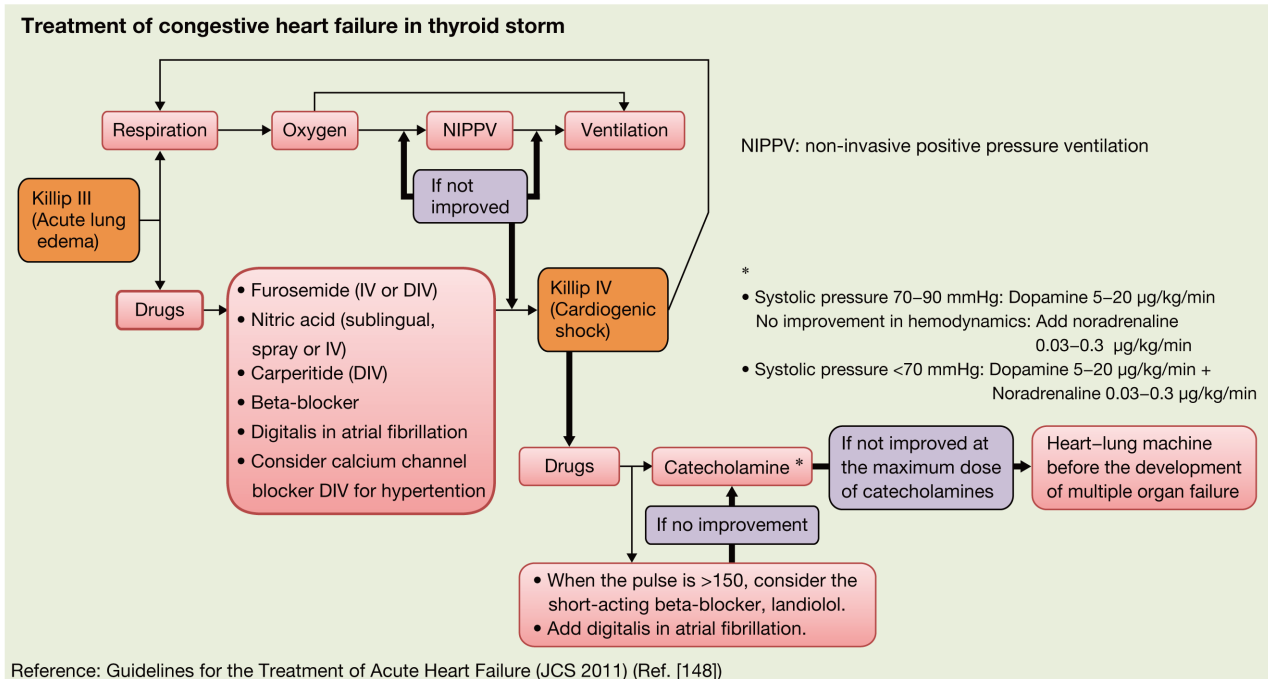 Treatment of congestive heart failure in thyroid storm
Respiration
Oxygen
NIPPV
Ventilation
NIPPV: non-invasive positive pressure ventilation
If not
improved
Killip III
(Acute lung
edema)
Drugs
• Furosemide (IV or DIV)
• Nitric acid (sublingual,
spray or IV)
• Carperitide (DIV)
• Beta-blocker
• Digitalis in atrial fibrillation
• Consider calcium channel
blocker DIV for hypertention
Killip IV
(Cardiogenic
shock)
*
• Systolic pressure 70–90 mmHg: Dopamine 5–20 µg/kg/min
No improvement in hemodynamics: Add noradrenaline
0.03–0.3 µg/kg/min
• Systolic pressure <70 mmHg: Dopamine 5–20 µg/kg/min +
Noradrenaline 0.03–0.3 µg/kg/min
Drugs
Catecholamine *
If not improved at
the maximum dose
of catecholamines
Heart–lung machine
before the development
of multiple organ failure
If no improvement
• When the pulse is >150, consider the
short-acting beta-blocker, landiolol.
• Add digitalis in atrial fibrillation.
Reference: Guidelines for the Treatment of Acute Heart Failure (JCS 2011) (Ref. [148])